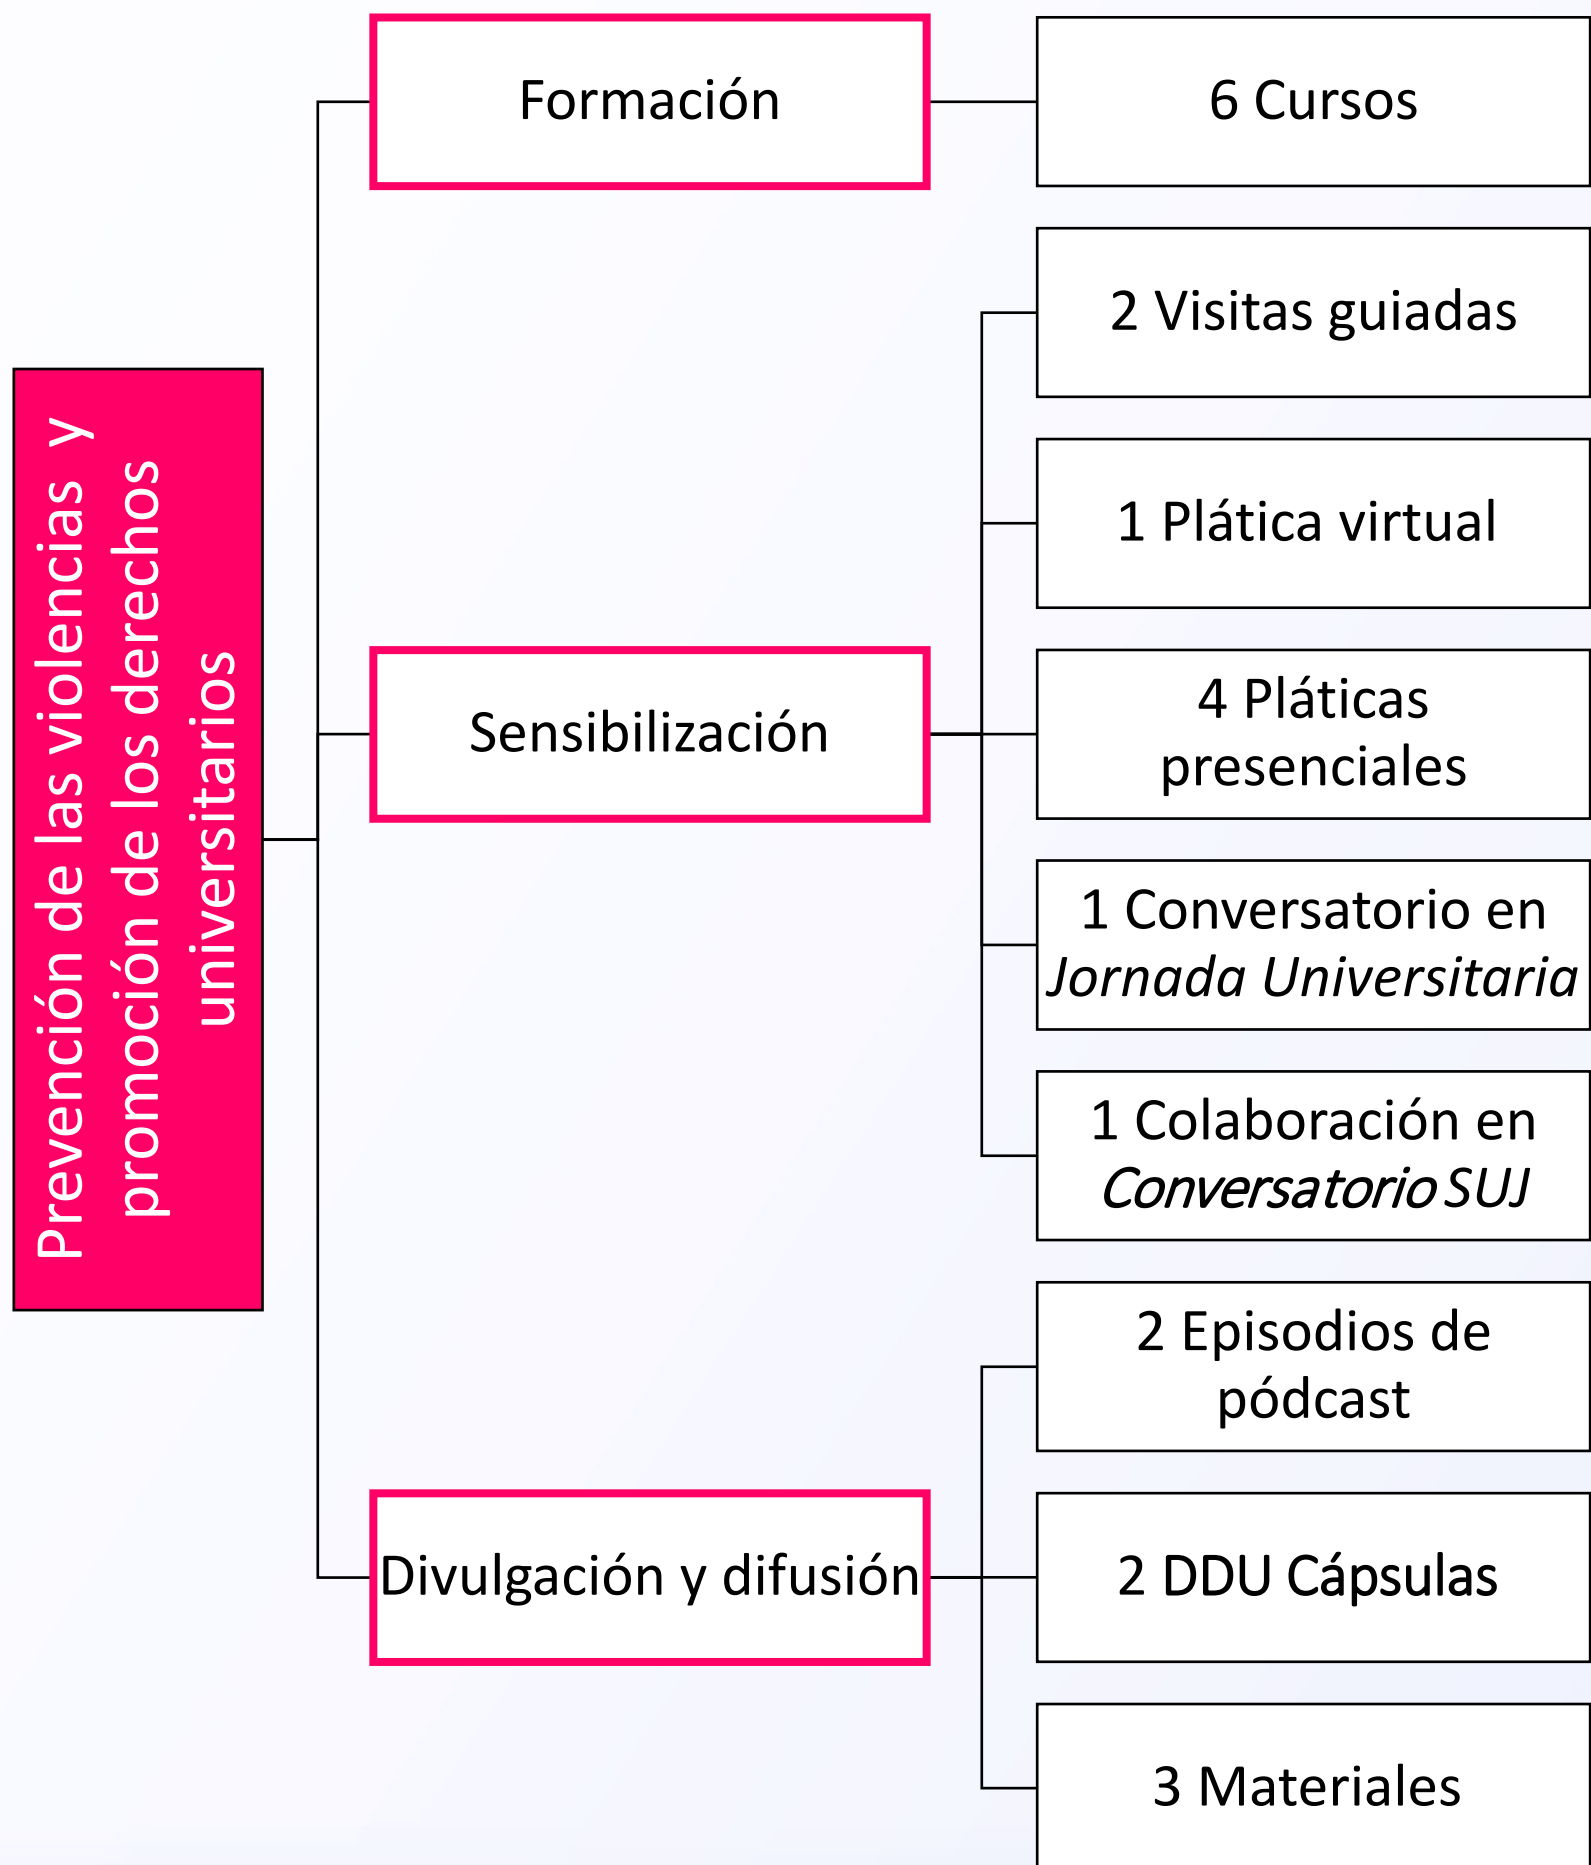 Prevención de las violencias y
promoción de los derechos
universitarios
Formación
6 Cursos
Sensibilización
2 Visitas guiadas
1 Plática virtual
4 Pláticas
presenciales
1 Conversatorio en
Jornada Universitaria
1 Colaboración en
Conversatorio SUJ
Divulgación y difusión
2 Episodios de
pódcast
2 DDU Cápsulas
3 Materiales